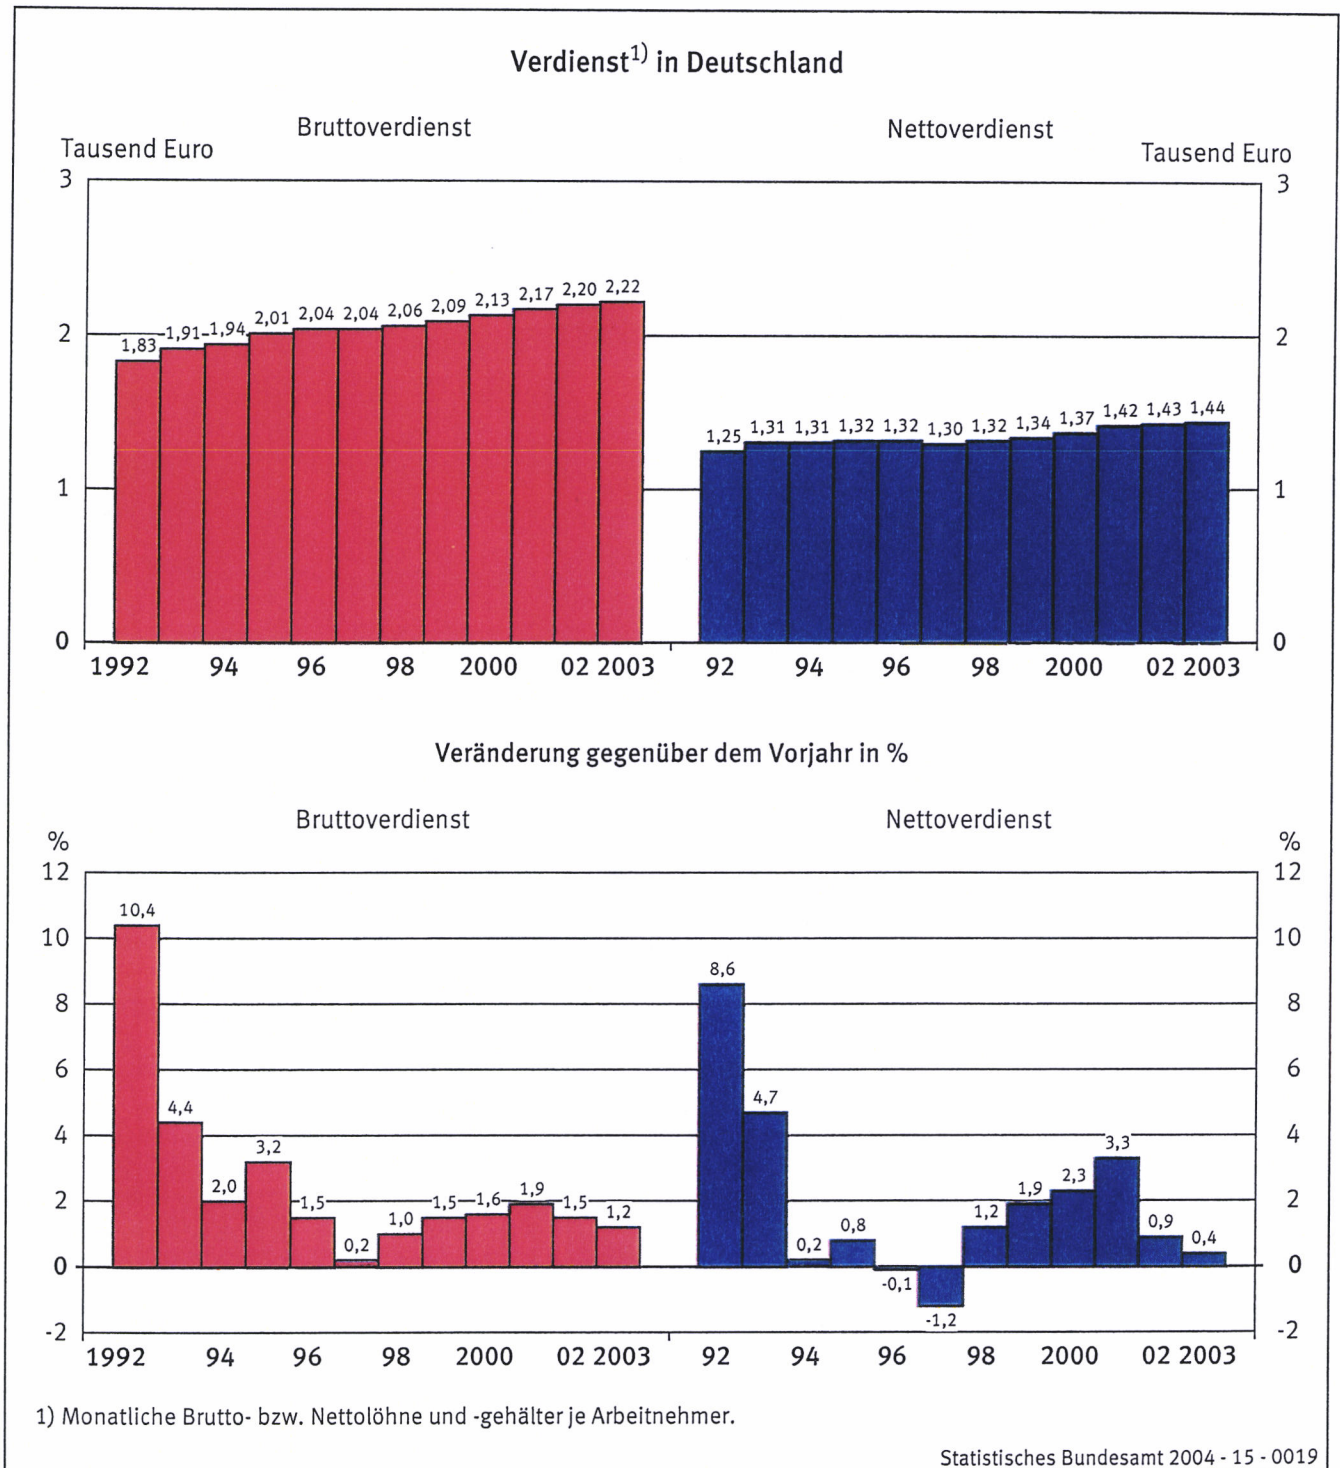 Verdienst1) in Deutschland
Bruttoverdienst
Nettoverdienst
Tausend Euro
Tausend Euro
3
2
1
0
1,83 1,91 1,94 2,01 2,04 2,04 2,06 2,09 2,13 2,17 2,20 2,22
1,25 1,31 1,31 1,32 1,32 1,30 1,32 1,34 1,37 1,42 1,43 1,44
3
2
1
0
1992 94 96 98 2000 02 2003
92 94 96 98 2000 02 2003
Veränderung gegenüber dem Vorjahr in %
Bruttoverdienst
Nettoverdienst
%
%
12
10
8
6
4
2
0
-2
10,4 4,4 2,0 3,2 1,5 0,2 1,0 1,5 1,6 1,9 1,5 1,2
8,6 4,7 0,2 0,8 -0,1 -1,2 1,2 1,9 2,3 3,3 0,9 0,4
12
10
8
6
4
2
0
-2
1992 94 96 98 2000 02 2003
92 94 96 98 2000 02 2003
1) Monatliche Brutto- bzw. Nettolöhne und -gehälter je Arbeitnehmer.
Statistisches Bundesamt 2004 - 15 - 0019